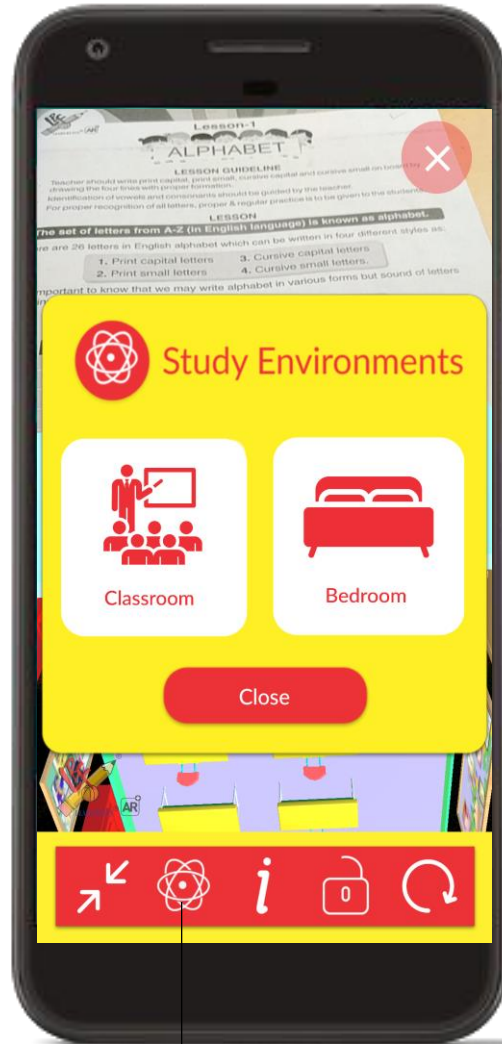 Lesson-1
ALPHABET
LESSON GUIDELINE
Teacher should write print capital, print small, cursive capital and cursive small on board by
drawing the four lines with proper formation.
Identification of vowels and consonants should be guided by the teacher.
For proper recognition of all letters, proper & regular practice is to be given to the students.
LESSON
The set of letters from A-Z (in English language) is known as alphabet.
re are 26 letters in English alphabet which can be written in four different styles as:
1. Print capital letters
3. Cursive capital letters
2. Print small letters
4. Cursive small letters.
mportant to know that we may write alphabet in various forms but sound of letters
Study Environments
Classroom
Bedroom
Close
AR
i
0